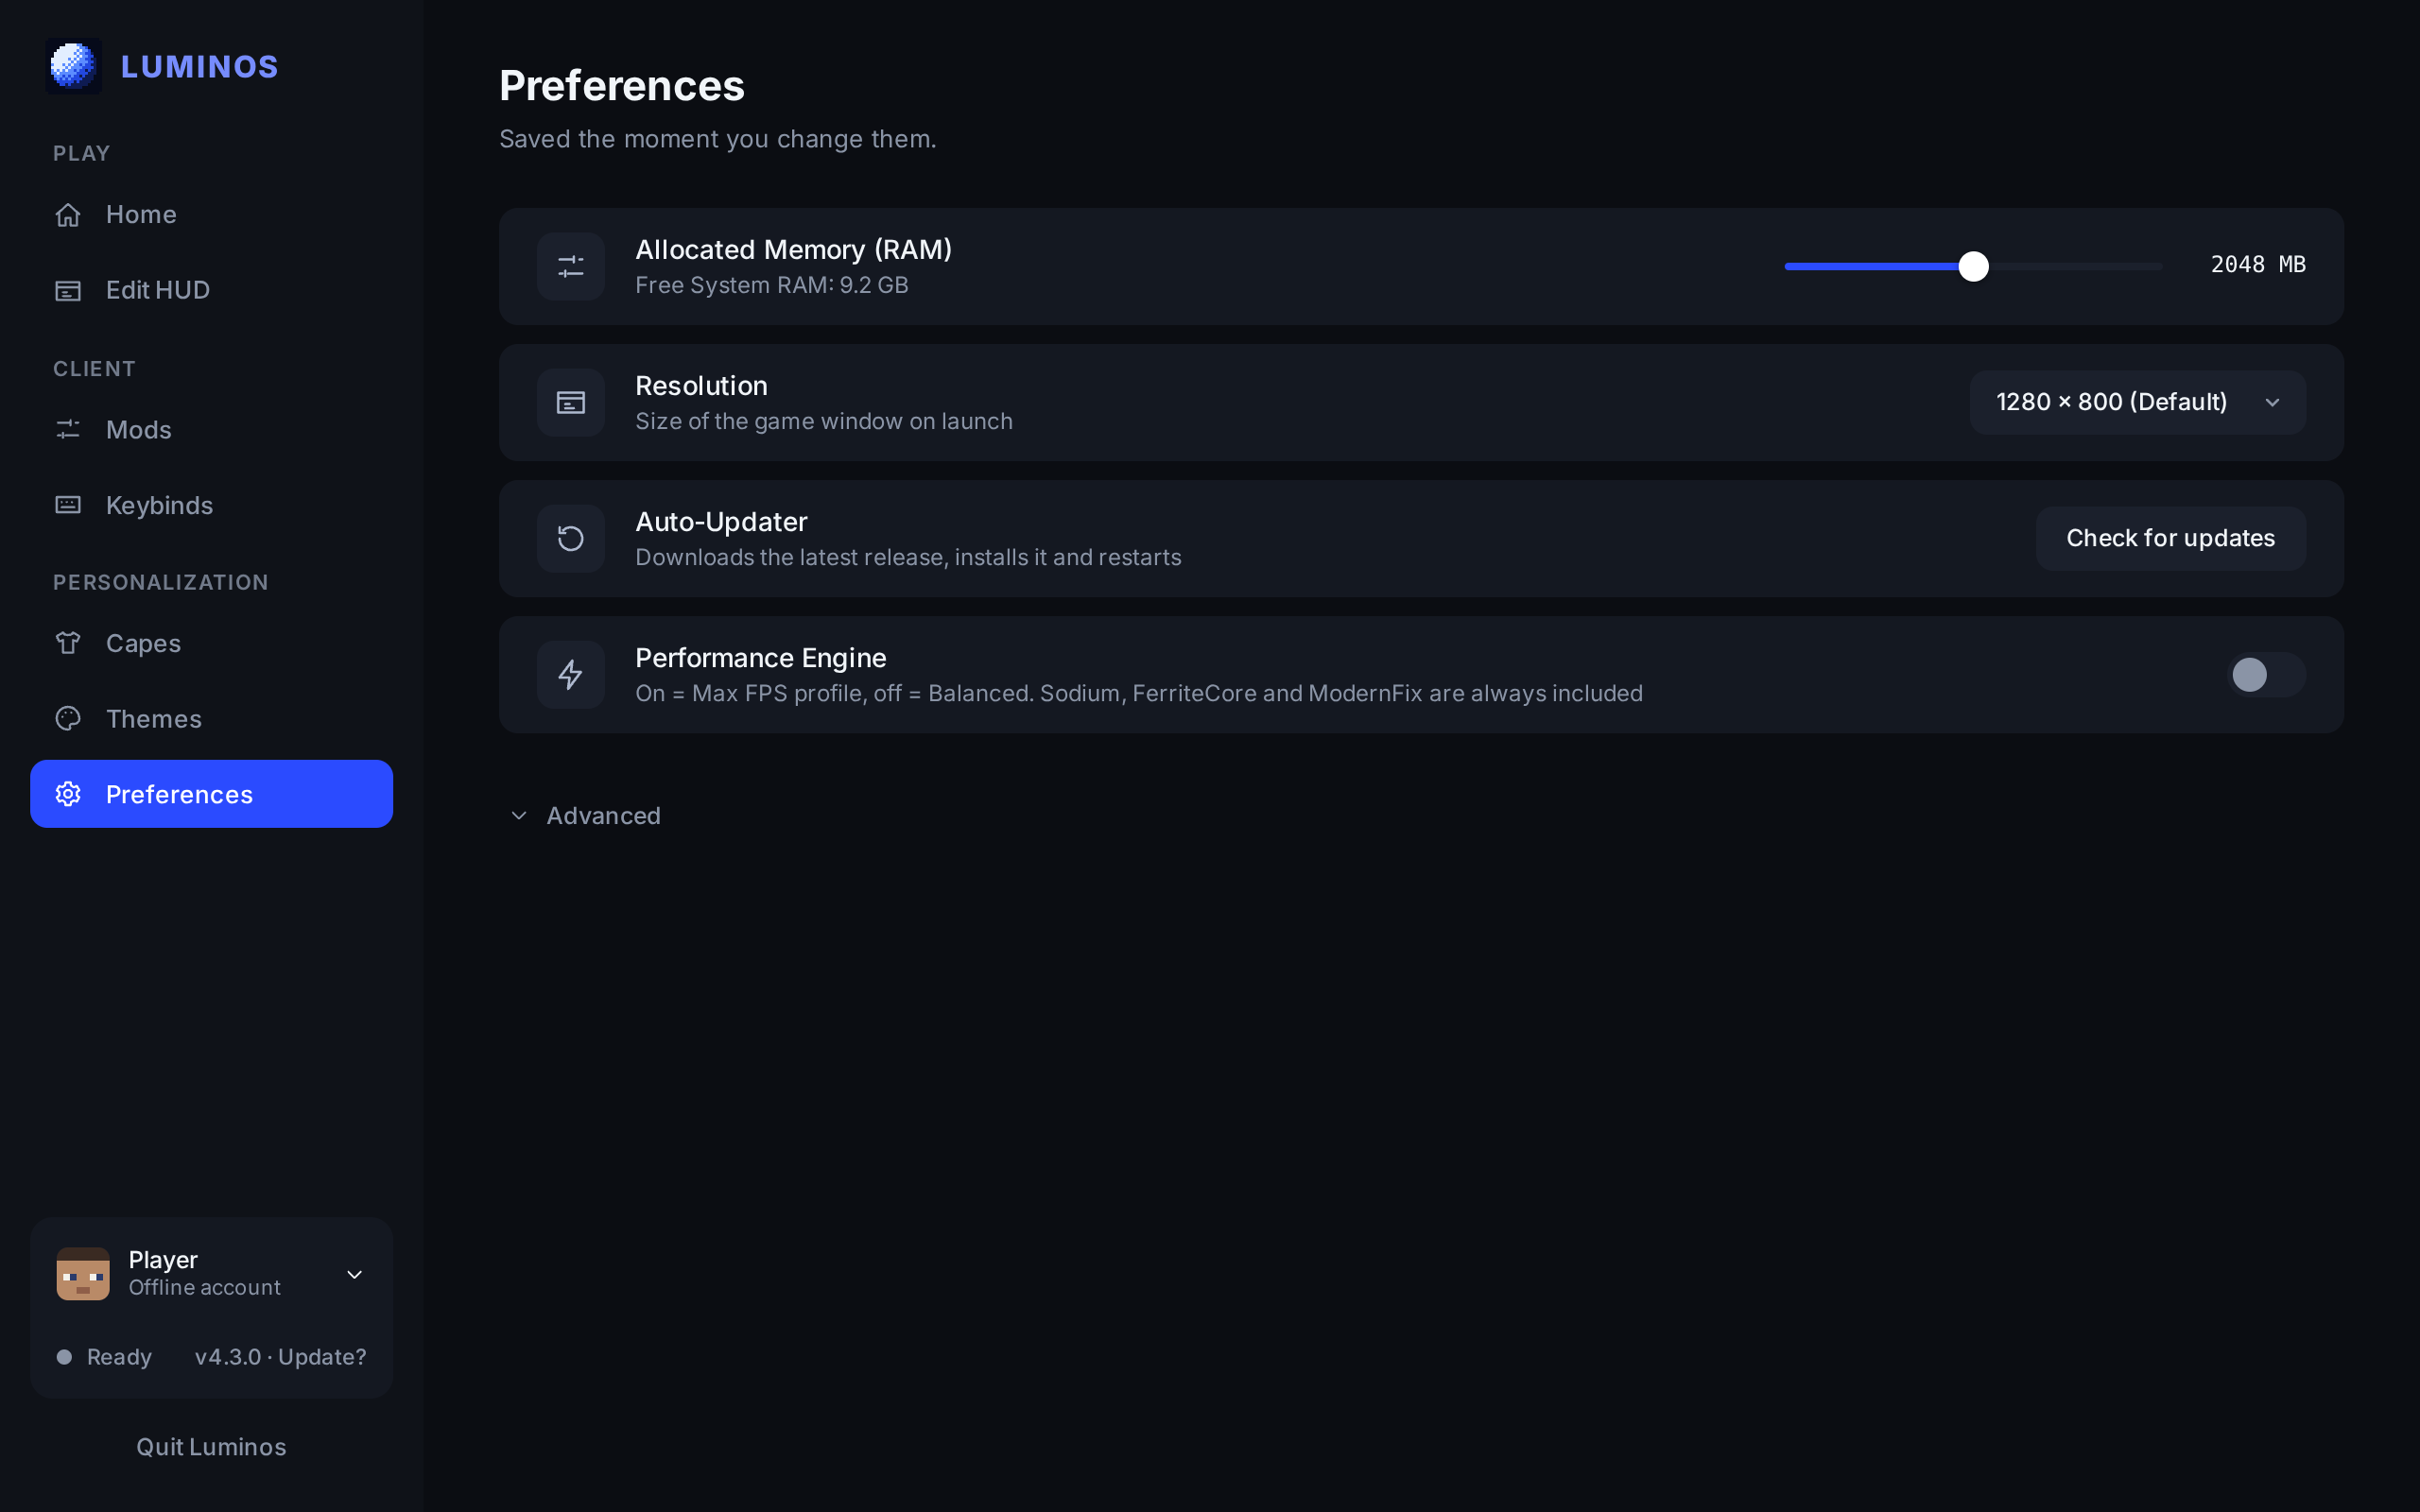 LUMINOS
PLAY
Home
Edit HUD
CLIENT
Mods
Keybinds
PERSONALIZATION
Capes
Themes
Preferences
Player
Offline account
Ready
v4.3.0 · Update?
Quit Luminos
Preferences
Saved the moment you change them.
Allocated Memory (RAM)
Free System RAM: 9.2 GB
2048 MB
Resolution
Size of the game window on launch
1280 × 800 (Default)
Auto-Updater
Downloads the latest release, installs it and restarts
Check for updates
Performance Engine
On = Max FPS profile, off = Balanced. Sodium, FerriteCore and ModernFix are always included
Advanced